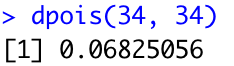 > dpois(34, 34)
[1] 0.06825056